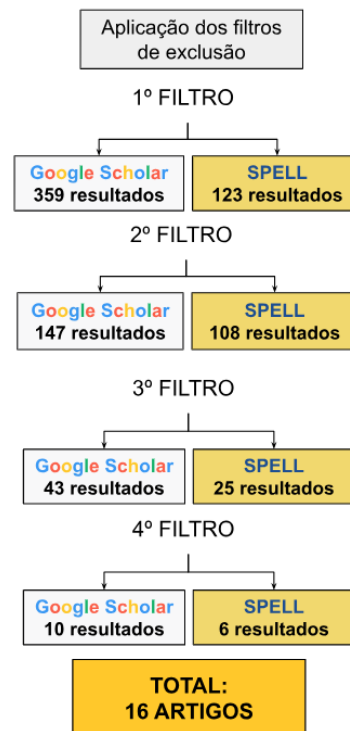 Aplicação dos filtros
de exclusão
1º FILTRO
Google Scholar
359 resultados
SPELL
123 resultados
2º FILTRO
Google Scholar
147 resultados
SPELL
108 resultados
3º FILTRO
Google Scholar
43 resultados
SPELL
25 resultados
4º FILTRO
Google Scholar
10 resultados
SPELL
6 resultados
TOTAL:
16 ARTIGOS